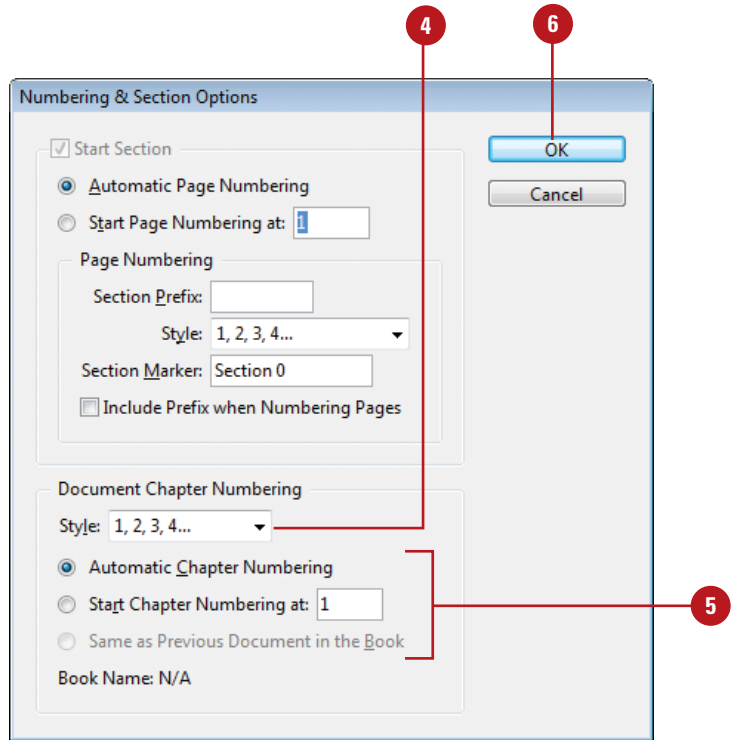 4
6
Numbering & Section Options
Start Section
OK
Automatic Page Numbering
Cancel
Start Page Numbering at: 1
Page Numbering
Section Prefix:
Style: 1, 2, 3, 4...
Section Marker: Section 0
Include Prefix when Numbering Pages
Document Chapter Numbering
Style: 1, 2, 3, 4...
Automatic Chapter Numbering
Start Chapter Numbering at: 1
5
Same as Previous Document in the Book
Book Name: N/A